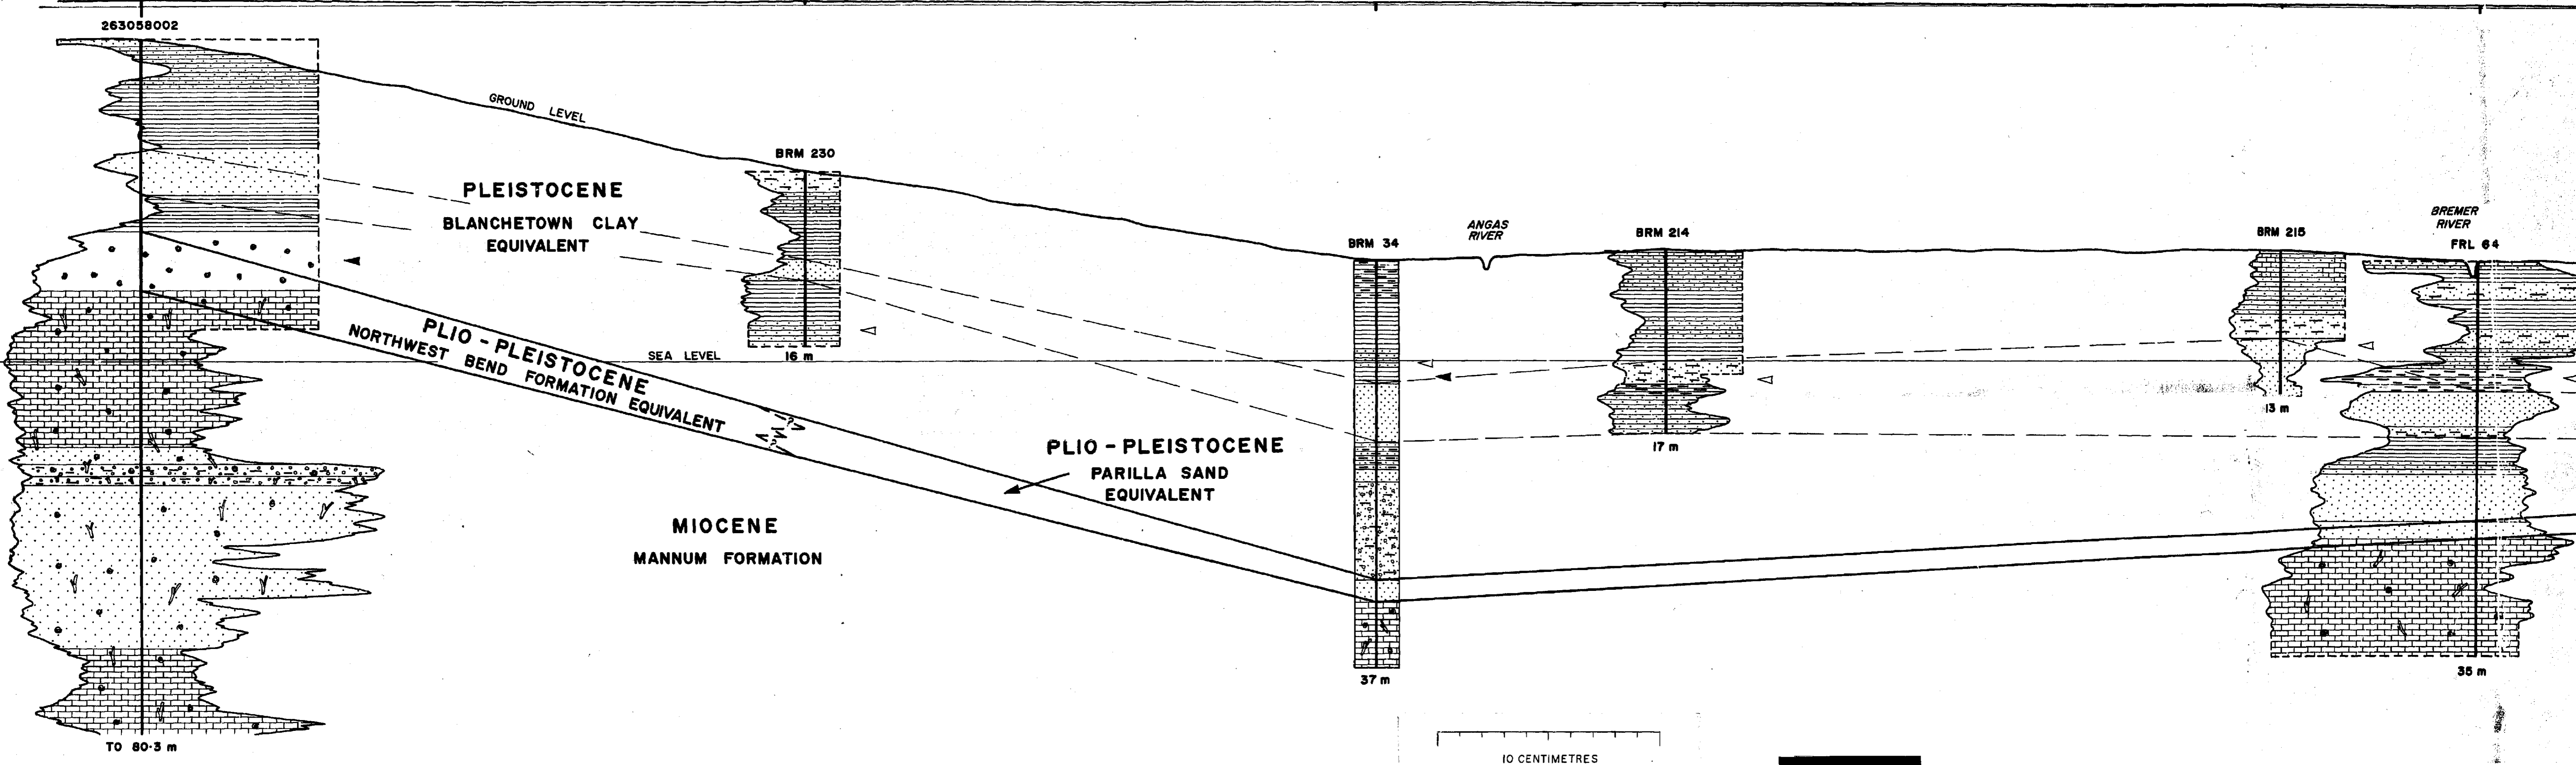 263058002
GROUND LEVEL
BRM 230
PLEISTOCENE
BLANCHETOWN CLAY
EQUIVALENT
BRM 34
ANGAS
RIVER
BRM 214
BRM 215
BREMER
RIVER
FRL 64
SEA LEVEL
16 m
PLIO-PLEISTOCENE
NORTHWEST BEND FORMATION EQUIVALENT
?
?
13 m
17 m
PLIO-PLEISTOCENE
PARILLA SAND
EQUIVALENT
MIOCENE
MANNUM FORMATION
37 m
35 m
TO 80·3 m
10 CENTIMETRES